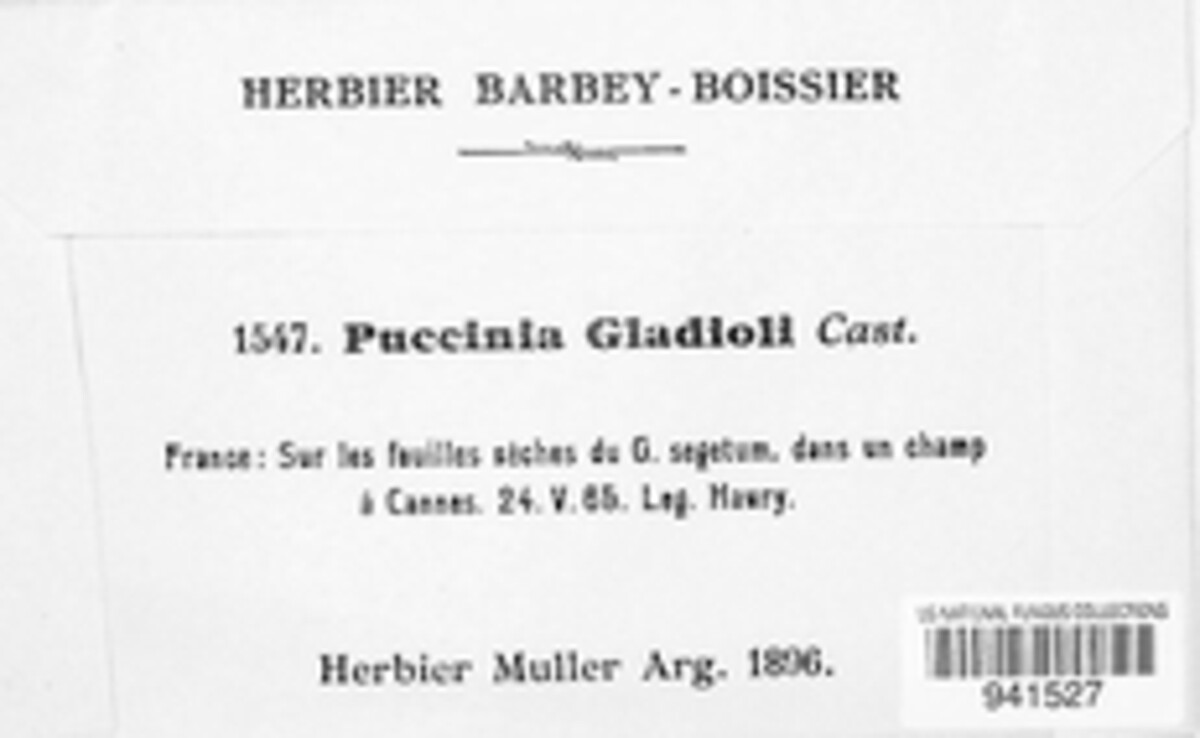 HERBIER BARBEY-BOISSIER
1547. Puccinia Gladioli Cast.
France: Sur les feuilles sèches du G. segetum, dans un champ
à Cannes. 24. V. 65. Leg. Houry.
Herbier Muller Arg. 1896.
US NATIONAL FUNGUS COLLECTIONS
941527